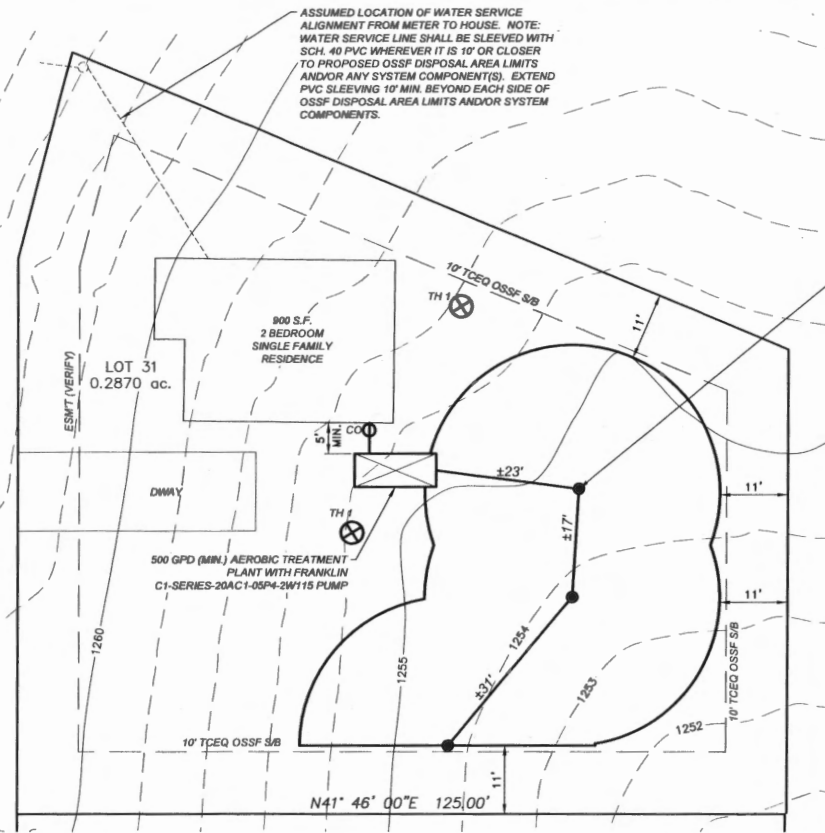 ASSUMED LOCATION OF WATER SERVICE
ALIGNMENT FROM METER TO HOUSE. NOTE:
WATER SERVICE LINE SHALL BE SLEEVED WITH
SCH. 40 PVC WHEREVER IT IS 10' OR CLOSER
TO PROPOSED OSSF DISPOSAL AREA LIMITS
AND/OR ANY SYSTEM COMPONENT(S). EXTEND
PVC SLEEVING 10' MIN. BEYOND EACH SIDE OF
OSSF DISPOSAL AREA LIMITS AND/OR SYSTEM
COMPONENTS.
10' TCEQ OSSF S/B
TH 1
11'
900 S.F.
2 BEDROOM
SINGLE FAMILY
RESIDENCE
LOT 31
0.2870 ac.
ESM'T (VERIFY)
5'
MIN.
CO
±23'
11'
DWAY
TH 1
±17'
500 GPD (MIN.) AEROBIC TREATMENT
PLANT WITH FRANKLIN
C1-SERIES-20AC1-05P4-2W115 PUMP
11'
1260
1255
1254
±31'
1253
1252
10' TCEQ OSSF S/B
10' TCEQ OSSF S/B
11'
N41° 46' 00"E 125.00'